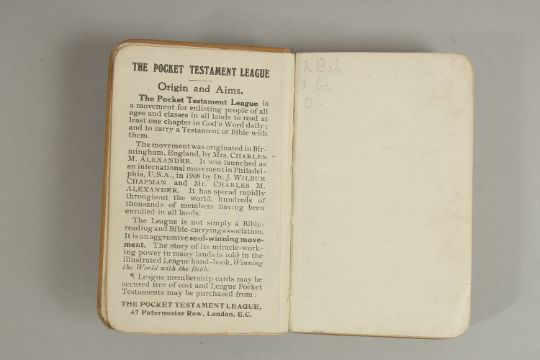 THE POCKET TESTAMENT LEAGUE
Origin and Aims.
The Pocket Testament League is
a movement for enlisting people of all
ages and classes in all lands to read at
least one chapter in God's Word daily;
and to carry a Testament or Bible with
them.
The movement was originated in Bir-
mingham, England, by Mrs. CHARLES
M. ALEXANDER. It was launched as
an international movement in Philadel-
phia, U.S.A., in 1908 by Dr. J. WILBUR
CHAPMAN and Mr. CHARLES M.
ALEXANDER. It has spread rapidly
throughout the world, hundreds of
thousands of members having been
enrolled in all lands.
The League is not simply a Bible-
reading and Bible-carrying association.
It is an aggressive soul-winning move-
ment. The story of its miracle-work-
ing power in many lands is told in the
illustrated League hand-book, Winning
the World with the Bible.
¶ League membership cards may be
secured free of cost and League Pocket
Testaments may be purchased from:
THE POCKET TESTAMENT LEAGUE,
47 Paternoster Row, London, E.C.